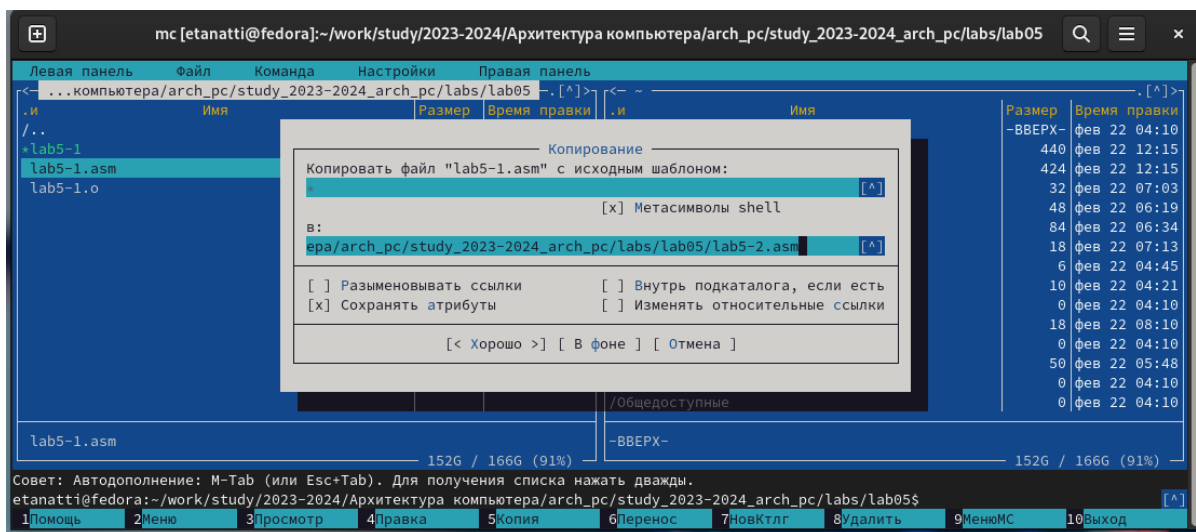 mc [etanatti@fedora]:~/work/study/2023-2024/Архитектура компьютера/arch_pc/study_2023-2024_arch_pc/labs/lab05
Левая панель Файл Команда Настройки Правая панель
<— ...компьютера/arch_pc/study_2023-2024_arch_pc/labs/lab05 —.[^]> <— ~ —.[^]>
.и Имя Размер Время правки .и Имя Размер Время правки
/.. -ВВЕРХ- фев 22 04:10
*lab5-1 440 фев 22 12:15
lab5-1.asm 424 фев 22 12:15
lab5-1.o 32 фев 22 07:03
48 фев 22 06:19
84 фев 22 06:34
18 фев 22 07:13
6 фев 22 04:45
10 фев 22 04:21
0 фев 22 04:10
18 фев 22 08:10
0 фев 22 04:10
50 фев 22 05:48
0 фев 22 04:10
/Общедоступные 0 фев 22 04:10
Копирование
Копировать файл "lab5-1.asm" с исходным шаблоном:
* [^]
[x] Метасимволы shell
в:
ера/arch_pc/study_2023-2024_arch_pc/labs/lab05/lab5-2.asm [^]
[ ] Разыменовывать ссылки [ ] Внутрь подкаталога, если есть
[x] Сохранять атрибуты [ ] Изменять относительные ссылки
[< Хорошо >] [ В фоне ] [ Отмена ]
lab5-1.asm -ВВЕРХ-
152G / 166G (91%) 152G / 166G (91%)
Совет: Автодополнение: M-Tab (или Esc+Tab). Для получения списка нажать дважды.
etanatti@fedora:~/work/study/2023-2024/Архитектура компьютера/arch_pc/study_2023-2024_arch_pc/labs/lab05$ [^]
1Помощь 2Меню 3Просмотр 4Правка 5Копия 6Перенос 7НовКтлг 8Удалить 9МенюMC 10Выход